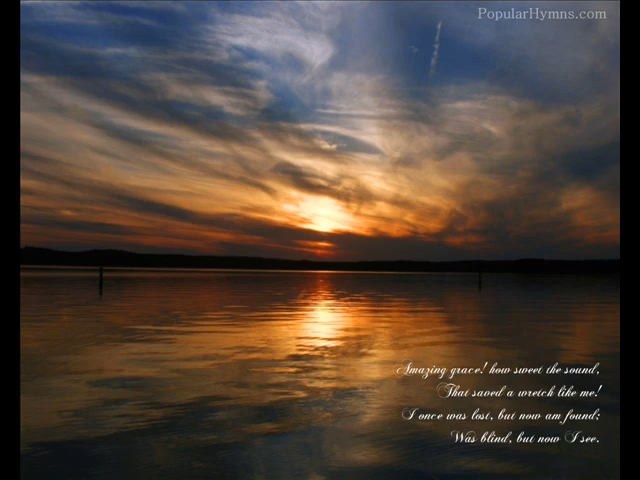 PopularHymns.com
Amazing grace! how sweet the sound,
That saved a wretch like me!
I once was lost, but now am found;
Was blind, but now I see.